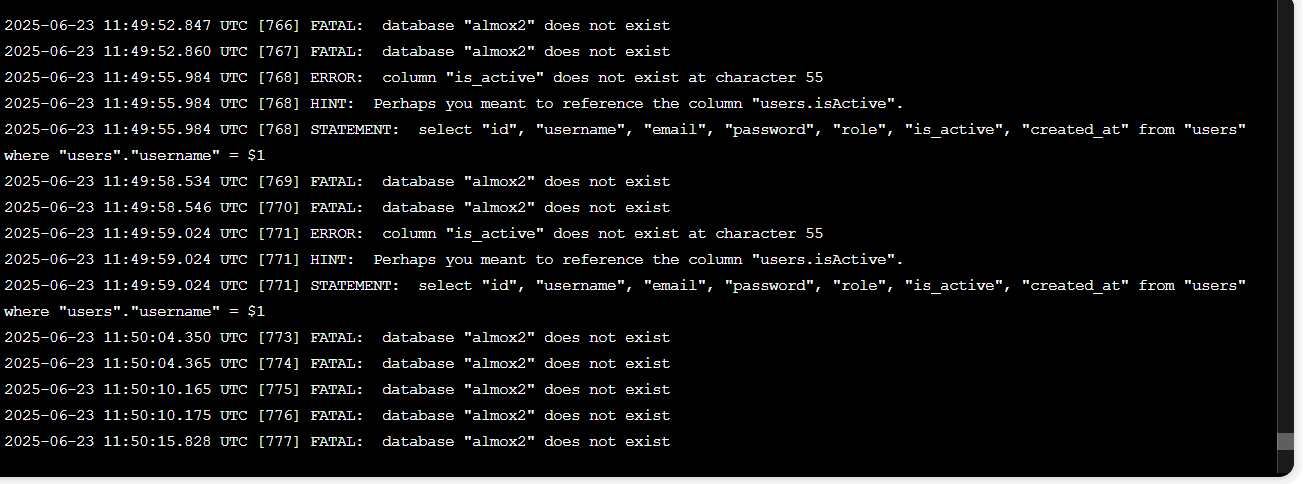 2025-06-23 11:49:52.847 UTC [766] FATAL:  database "almox2" does not exist
2025-06-23 11:49:52.860 UTC [767] FATAL:  database "almox2" does not exist
2025-06-23 11:49:55.984 UTC [768] ERROR:  column "is_active" does not exist at character 55
2025-06-23 11:49:55.984 UTC [768] HINT:  Perhaps you meant to reference the column "users.isActive".
2025-06-23 11:49:55.984 UTC [768] STATEMENT:  select "id", "username", "email", "password", "role", "is_active", "created_at" from "users"
where "users"."username" = $1
2025-06-23 11:49:58.534 UTC [769] FATAL:  database "almox2" does not exist
2025-06-23 11:49:58.546 UTC [770] FATAL:  database "almox2" does not exist
2025-06-23 11:49:59.024 UTC [771] ERROR:  column "is_active" does not exist at character 55
2025-06-23 11:49:59.024 UTC [771] HINT:  Perhaps you meant to reference the column "users.isActive".
2025-06-23 11:49:59.024 UTC [771] STATEMENT:  select "id", "username", "email", "password", "role", "is_active", "created_at" from "users"
where "users"."username" = $1
2025-06-23 11:50:04.350 UTC [773] FATAL:  database "almox2" does not exist
2025-06-23 11:50:04.365 UTC [774] FATAL:  database "almox2" does not exist
2025-06-23 11:50:10.165 UTC [775] FATAL:  database "almox2" does not exist
2025-06-23 11:50:10.175 UTC [776] FATAL:  database "almox2" does not exist
2025-06-23 11:50:15.828 UTC [777] FATAL:  database "almox2" does not exist